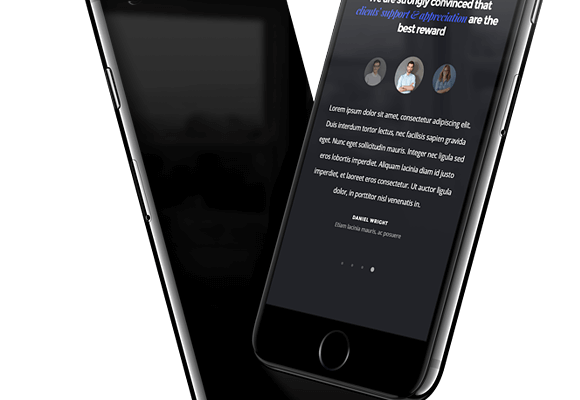 We are strongly convinced that
clients' support & appreciation are the
best reward
Lorem ipsum dolor sit amet, consectetur adipiscing elit.
Duis interdum tortor lectus, nec facilisis sapien gravida
eget. Nunc eget sollicitudin mauris. Integer nec ligula sed
eros lobortis imperdiet. Aliquam lacinia diam id justo
imperdiet, et laoreet eros consectetur. Ut auctor ligula
dolor, in porttitor nisl venenatis in.
DANIEL WRIGHT
Etiam lacinia mauris, ac posuere